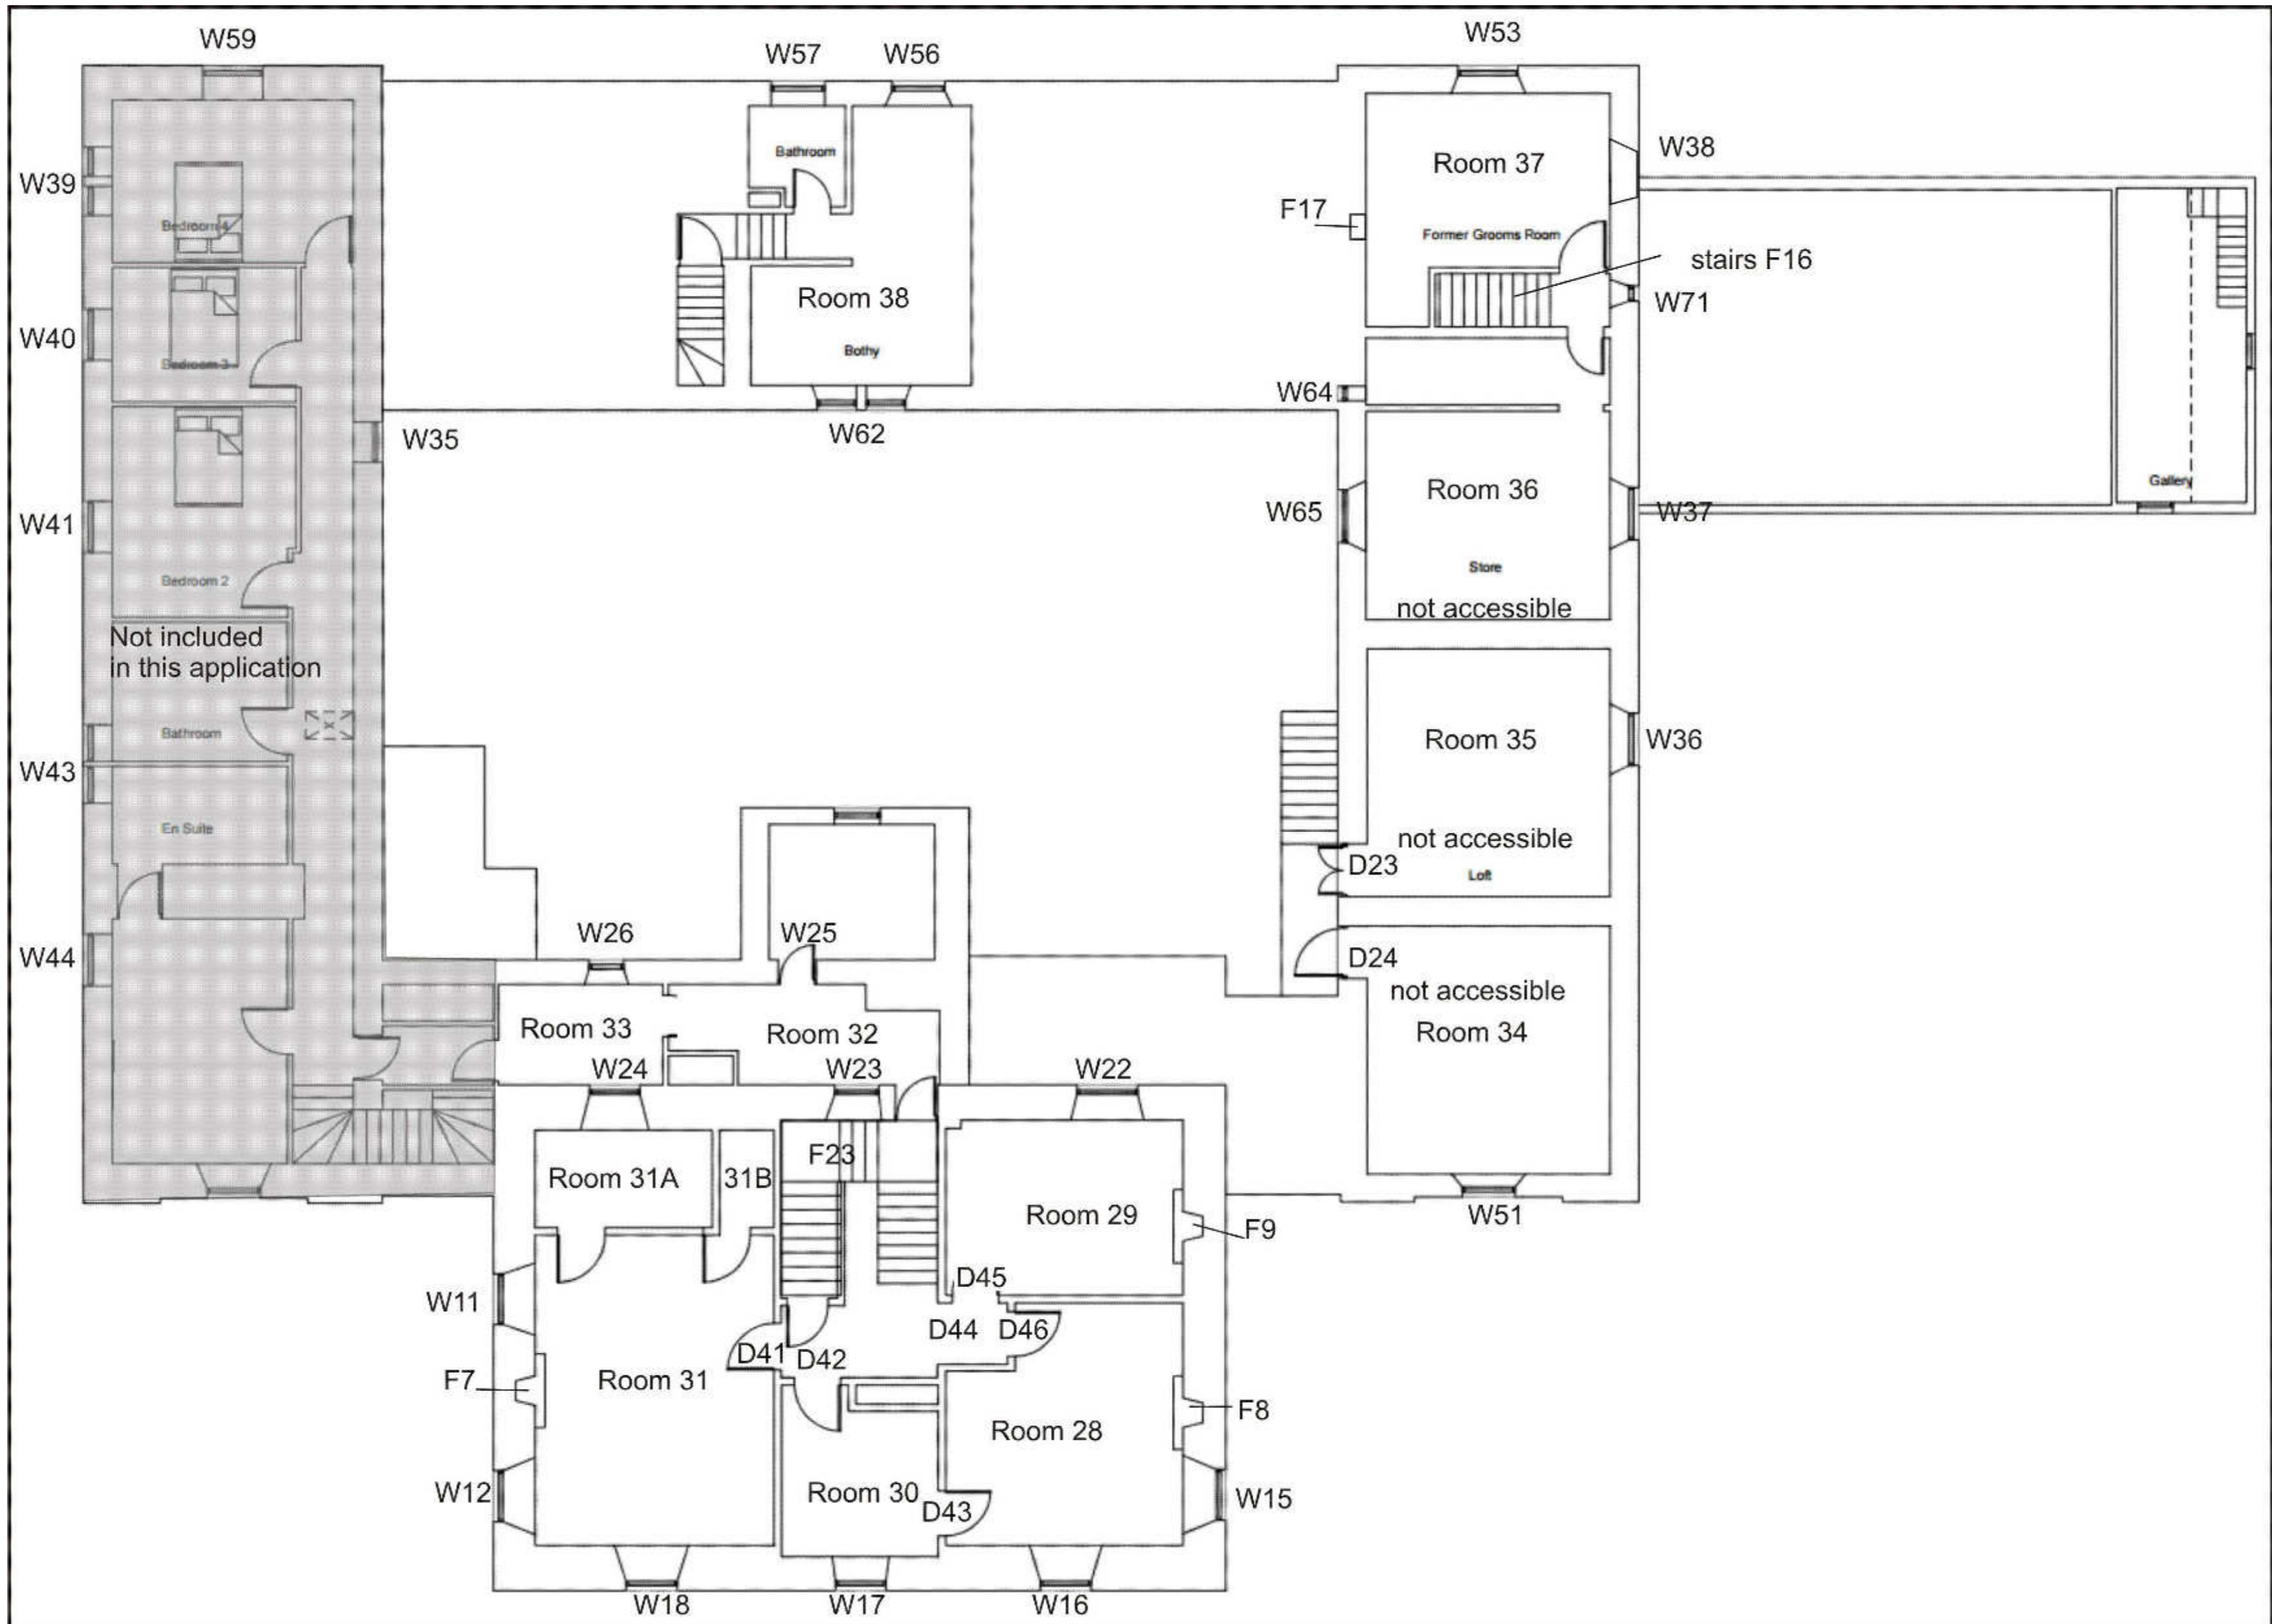 W59
W57
W56
W53
W39
Bedroom 4
Bathroom
Room 37
W38
F17
Former Grooms Room
stairs F16
W71
W40
Bedroom 3
Room 38
Bothy
W64
W62
W35
W41
Bedroom 2
W65
Room 36
W37
Gallery
Store
not accessible
Not included
in this application
Bathroom
W43
En Suite
Room 35
W36
not accessible
D23
Loft
W44
W26
W25
D24
not accessible
Room 34
Room 33
Room 32
W24
W23
W22
F23
Room 31A
31B
Room 29
F9
W51
D45
W11
D44
D46
D41
D42
F7
Room 31
F8
Room 28
W12
Room 30
D43
W15
W18
W17
W16